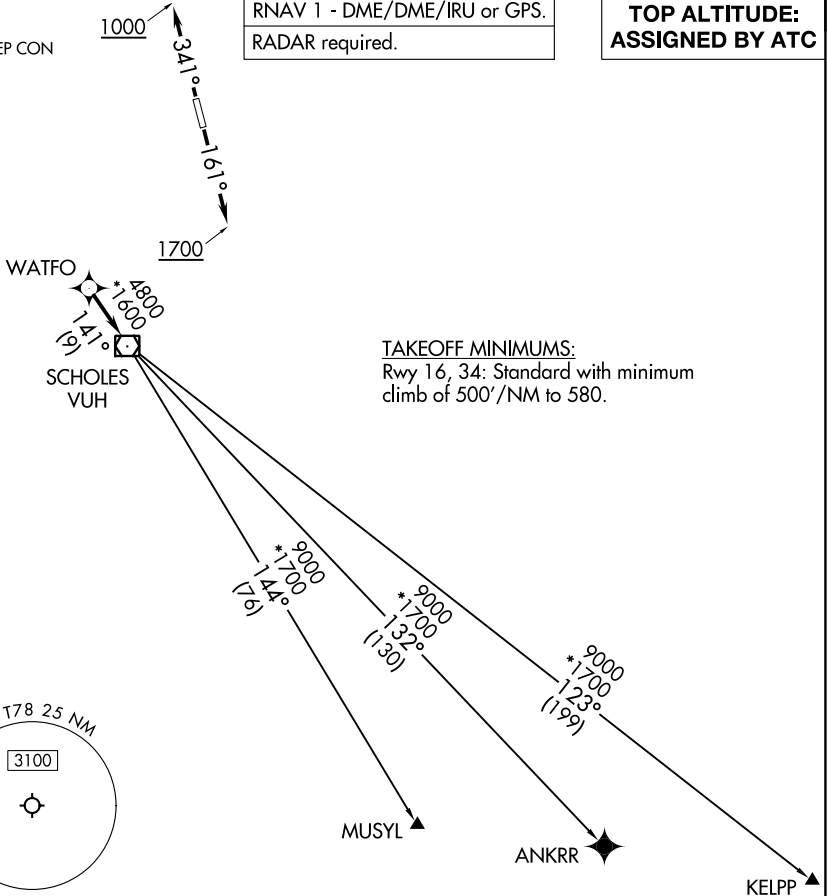 EP CON
1000
RNAV 1 - DME/DME/IRU or GPS.
RADAR required.
TOP ALTITUDE:
ASSIGNED BY ATC
341°
161°
1700
WATFO
4800
*1600
141°
(9)
SCHOLES
VUH
TAKEOFF MINIMUMS:
Rwy 16, 34: Standard with minimum
climb of 500'/NM to 580.
9000
*1700
144°
(76)
9000
*1700
132°
(130)
9000
*1700
123°
(199)
T78 25 NM
3100
MUSYL
ANKRR
KELPP